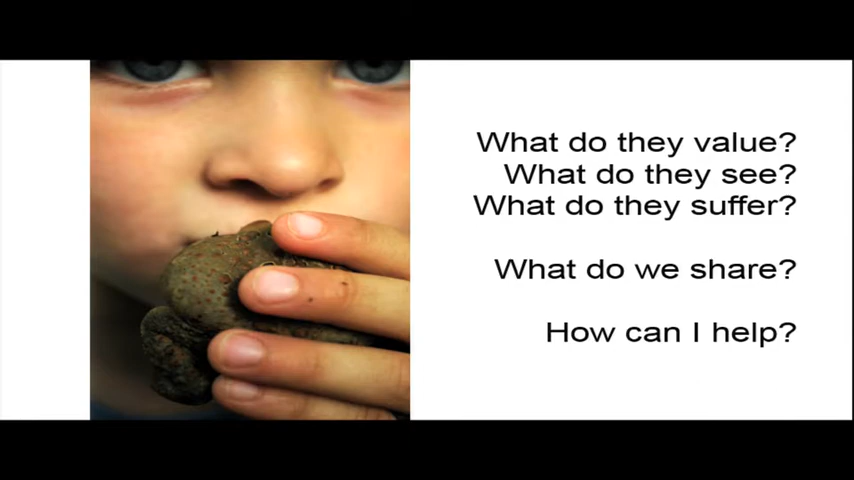 What do they value?
What do they see?
What do they suffer?
What do we share?
How can I help?